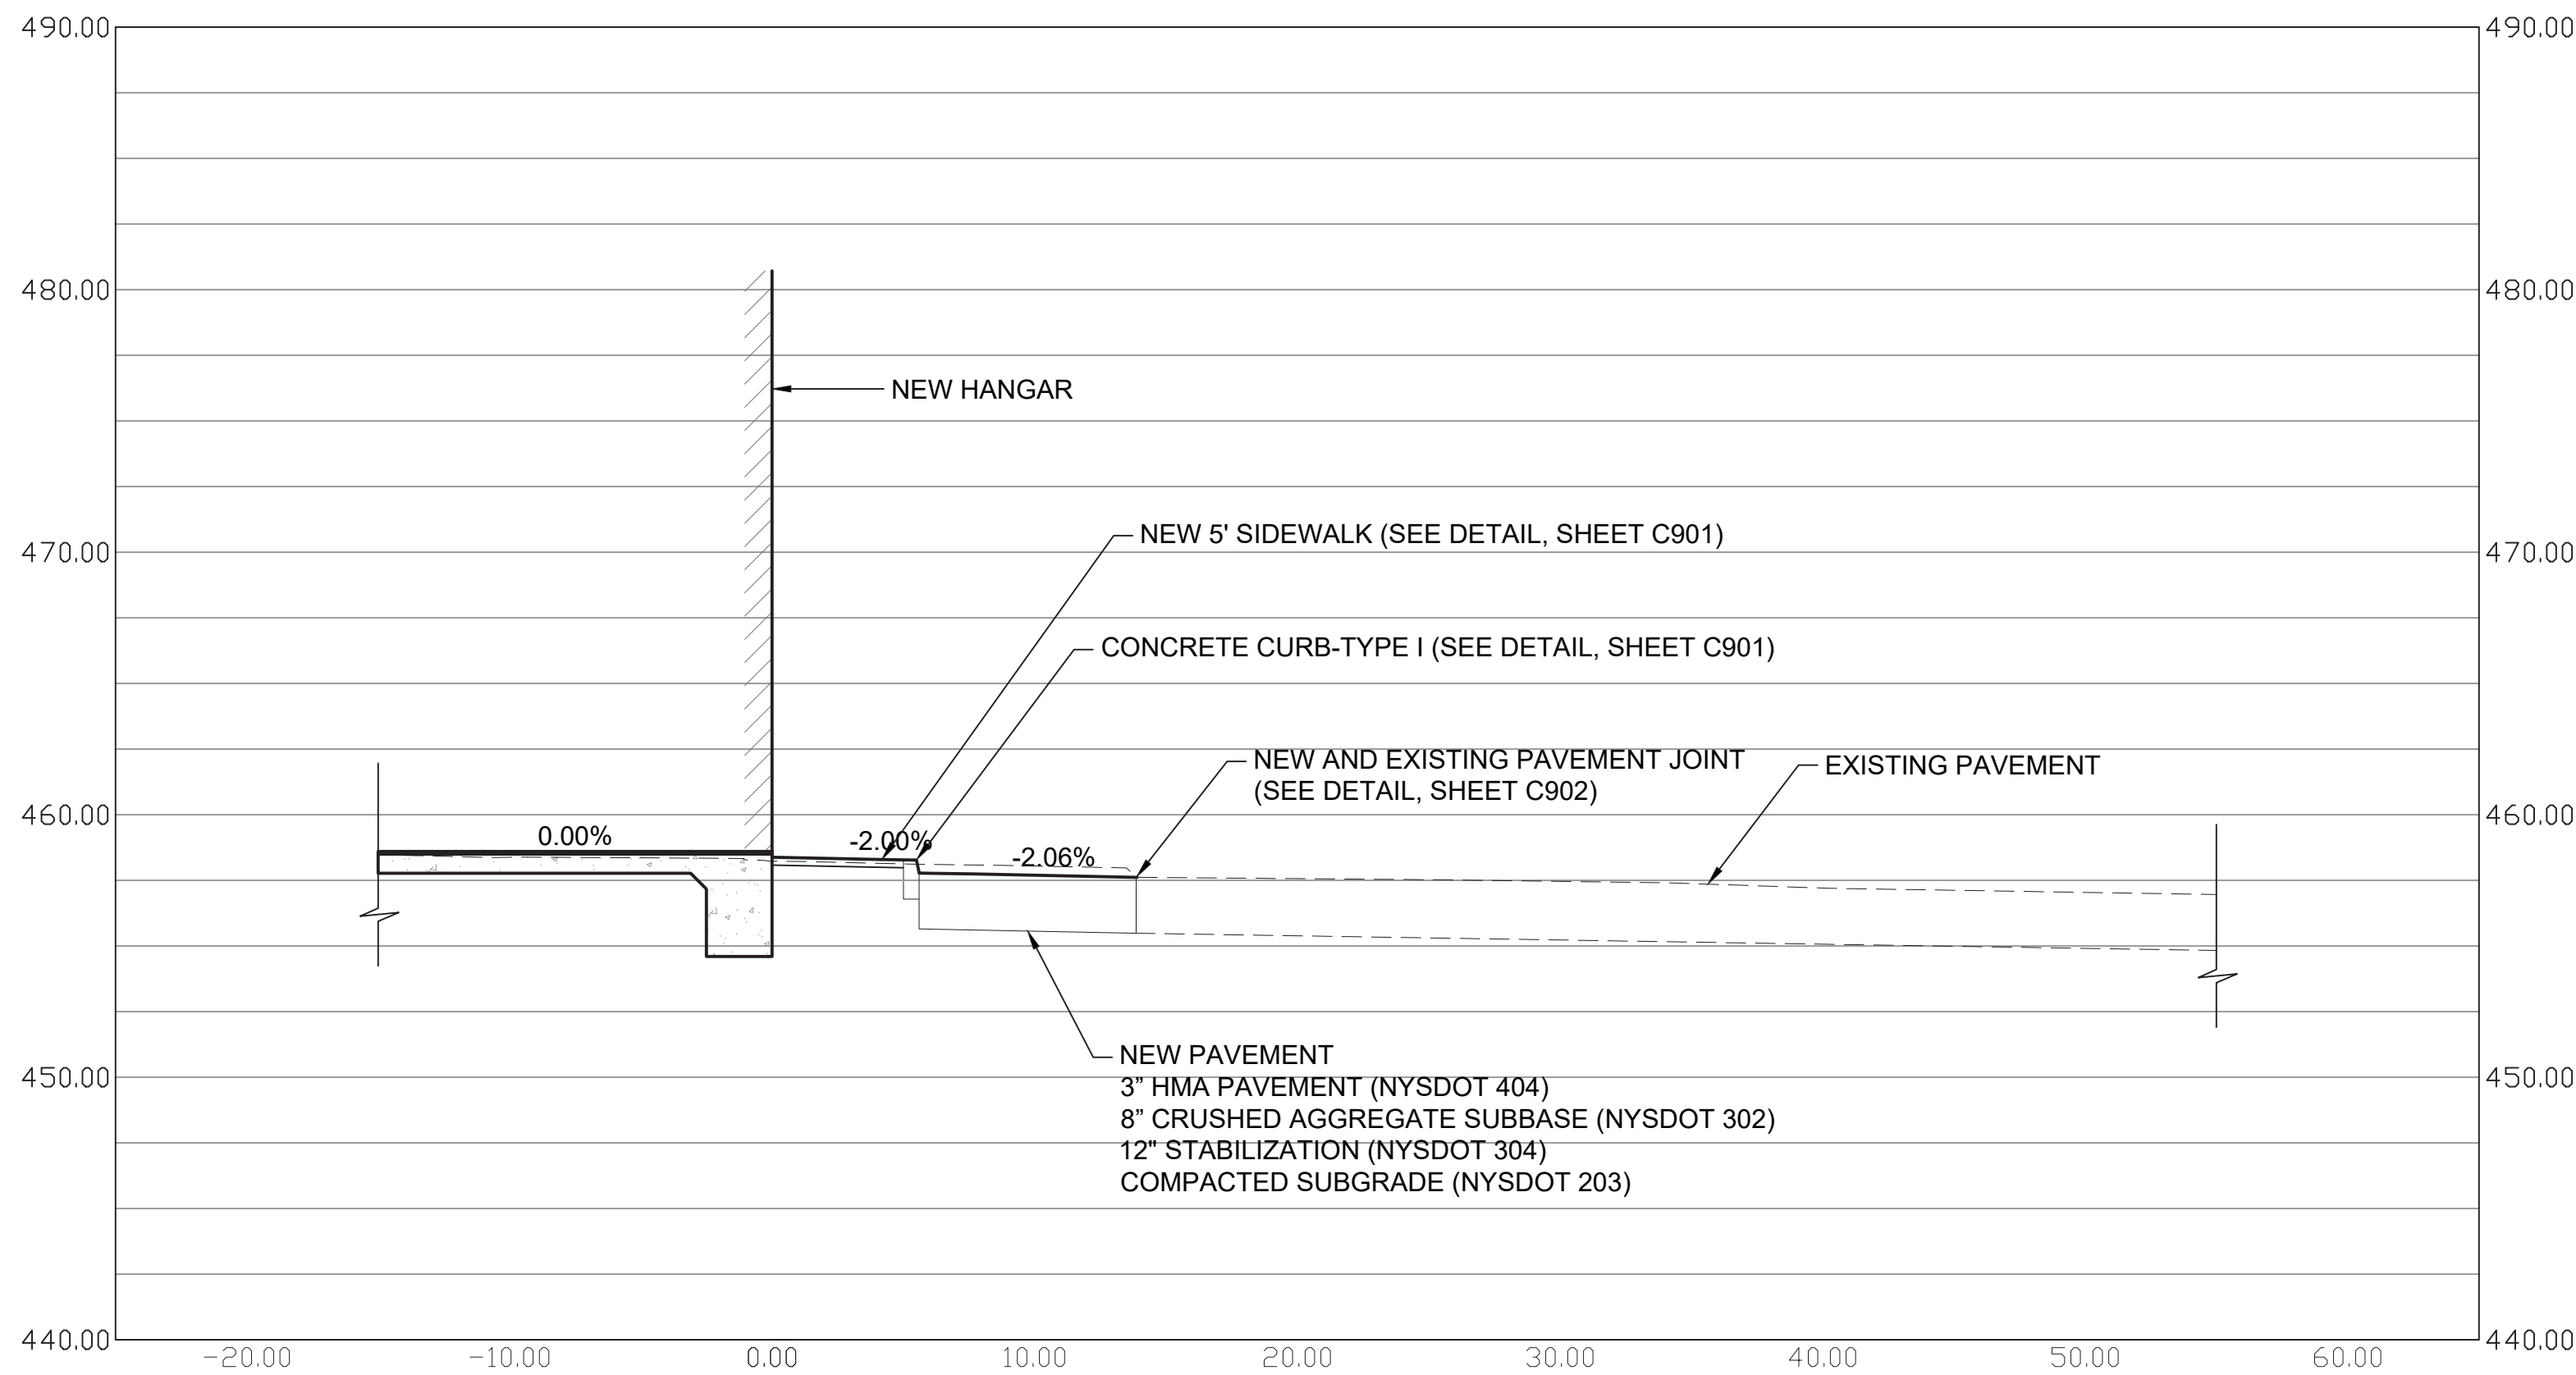 490.00 490.00
480.00 480.00
NEW HANGAR
NEW 5' SIDEWALK (SEE DETAIL, SHEET C901)
470.00 470.00
CONCRETE CURB-TYPE I (SEE DETAIL, SHEET C901)
NEW AND EXISTING PAVEMENT JOINT
(SEE DETAIL, SHEET C902)
EXISTING PAVEMENT
460.00 460.00
0.00% -2.00% -2.06%
NEW PAVEMENT
450.00 450.00
3” HMA PAVEMENT (NYSDOT 404)
8” CRUSHED AGGREGATE SUBBASE (NYSDOT 302)
12" STABILIZATION (NYSDOT 304)
COMPACTED SUBGRADE (NYSDOT 203)
440.00 440.00
-20.00 -10.00 0.00 10.00 20.00 30.00 40.00 50.00 60.00